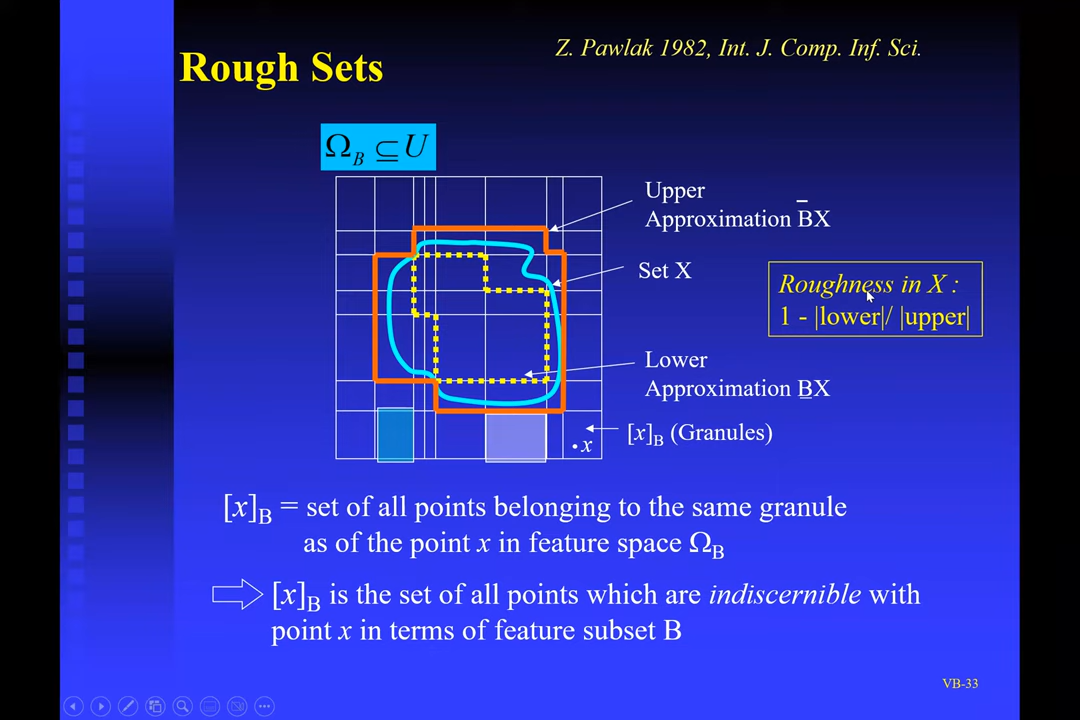 Z. Pawlak 1982, Int. J. Comp. Inf. Sci.
Rough Sets
Ω_B ⊆ U
Upper
Approximation B̅X
Set X
Roughness in X :
1 - |lower|/ |upper|
Lower
Approximation B̲X
[x]_B (Granules)
x
[x]_B = set of all points belonging to the same granule
as of the point x in feature space Ω_B
[x]_B is the set of all points which are indiscernible with
point x in terms of feature subset B
VB-33